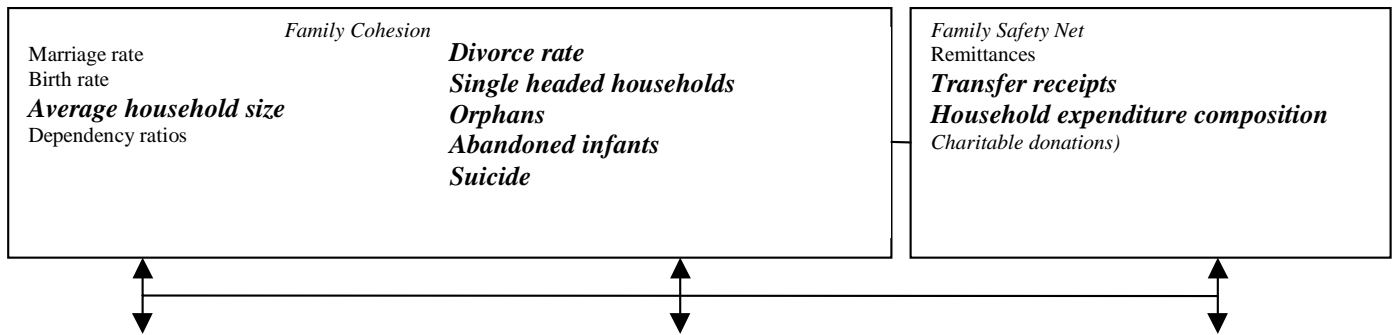 Family Cohesion
Marriage rate
Birth rate
Average household size
Dependency ratios
Divorce rate
Single headed households
Orphans
Abandoned infants
Suicide
Family Safety Net
Remittances
Transfer receipts
Household expenditure composition
Charitable donations)